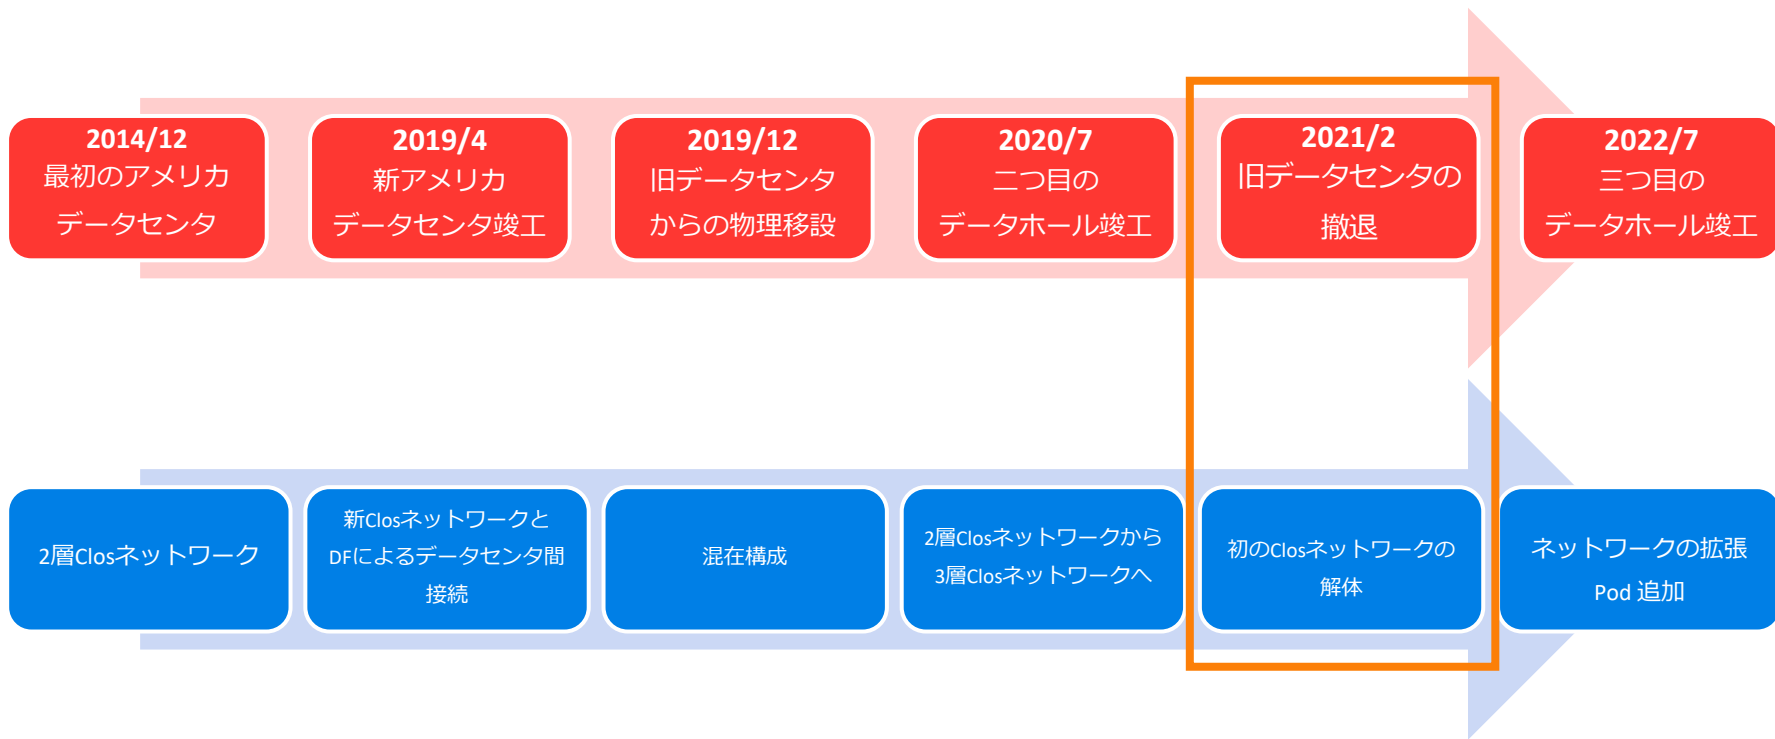 2014/12
最初のアメリカ
データセンタ
2019/4
新アメリカ
データセンタ竣工
2019/12
旧データセンタ
からの物理移設
2020/7
二つ目の
データホール竣工
2021/2
旧データセンタの
撤退
2022/7
三つ目の
データホール竣工
2層Closネットワーク
新Closネットワークと
DFによるデータセンタ間
接続
混在構成
2層Closネットワークから
3層Closネットワークへ
初のClosネットワークの
解体
ネットワークの拡張
Pod 追加